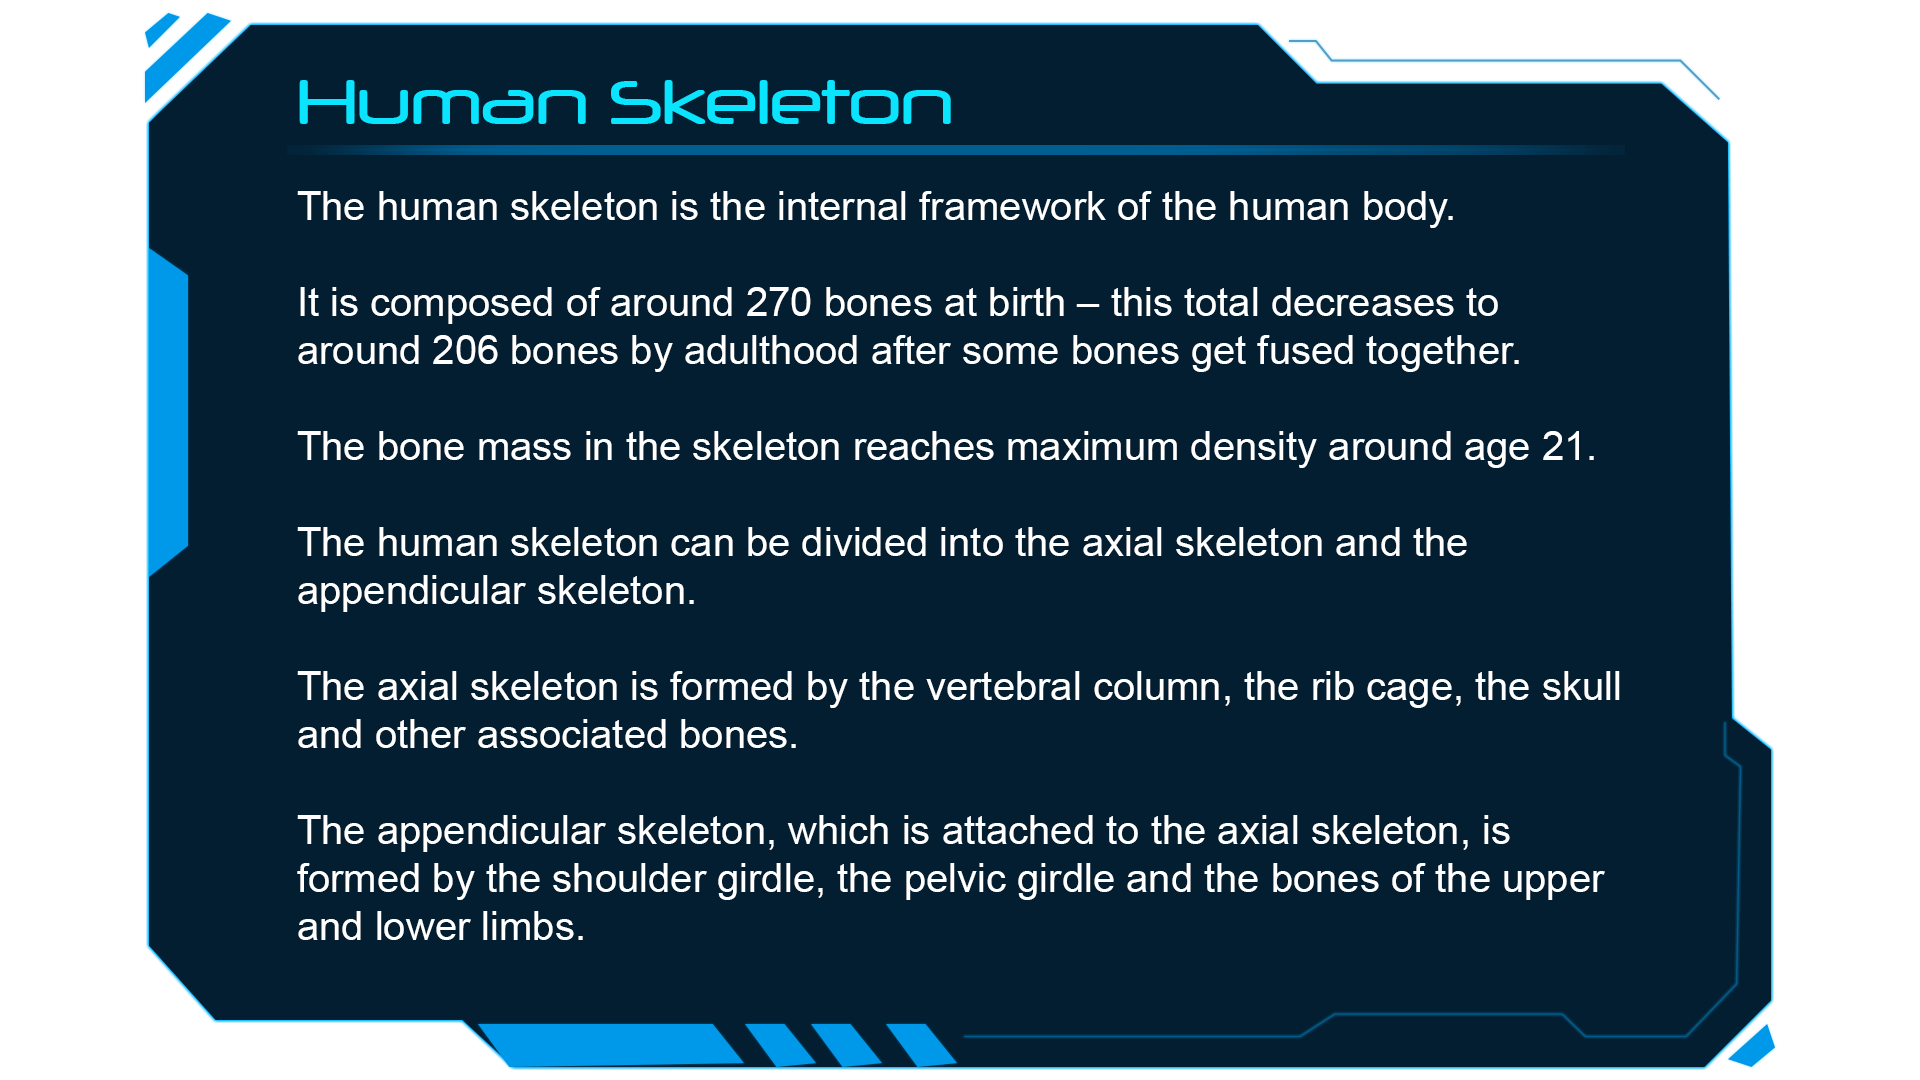 Human Skeleton
The human skeleton is the internal framework of the human body.
It is composed of around 270 bones at birth – this total decreases to
around 206 bones by adulthood after some bones get fused together.
The bone mass in the skeleton reaches maximum density around age 21.
The human skeleton can be divided into the axial skeleton and the
appendicular skeleton.
The axial skeleton is formed by the vertebral column, the rib cage, the skull
and other associated bones.
The appendicular skeleton, which is attached to the axial skeleton, is
formed by the shoulder girdle, the pelvic girdle and the bones of the upper
and lower limbs.